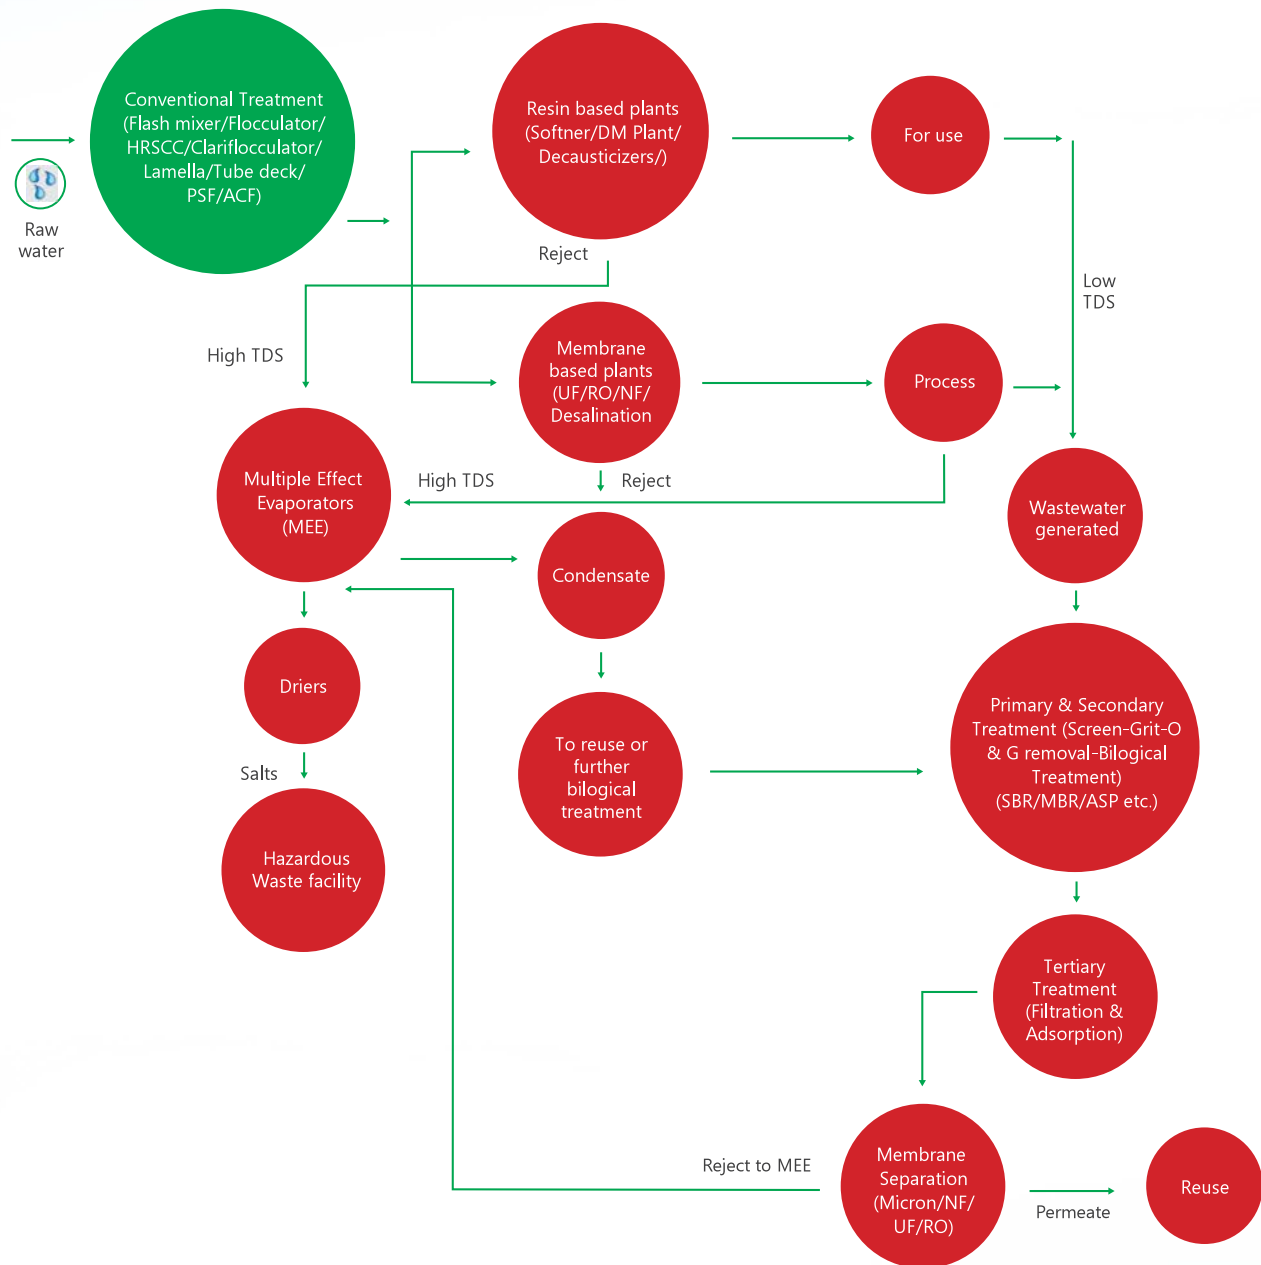 Conventional Treatment
(Flash mixer/Flocculator/
HRSCC/Clariflocculator/
Lamella/Tube deck/
PSF/ACF)
Raw
water
Resin based plants
(Softner/DM Plant/
Decausticizers/)
For use
Reject
Low
TDS
High TDS
Membrane
based plants
(UF/RO/NF/
Desalination
Process
Multiple Effect
Evaporators
(MEE)
High TDS
Reject
Wastewater
generated
Condensate
Driers
Salts
Hazardous
Waste facility
To reuse or
further
bilogical
treatment
Primary & Secondary
Treatment (Screen-Grit-O
& G removal-Bilogical
Treatment)
(SBR/MBR/ASP etc.)
Tertiary
Treatment
(Filtration &
Adsorption)
Reject to MEE
Membrane
Separation
(Micron/NF/
UF/RO)
Permeate
Reuse